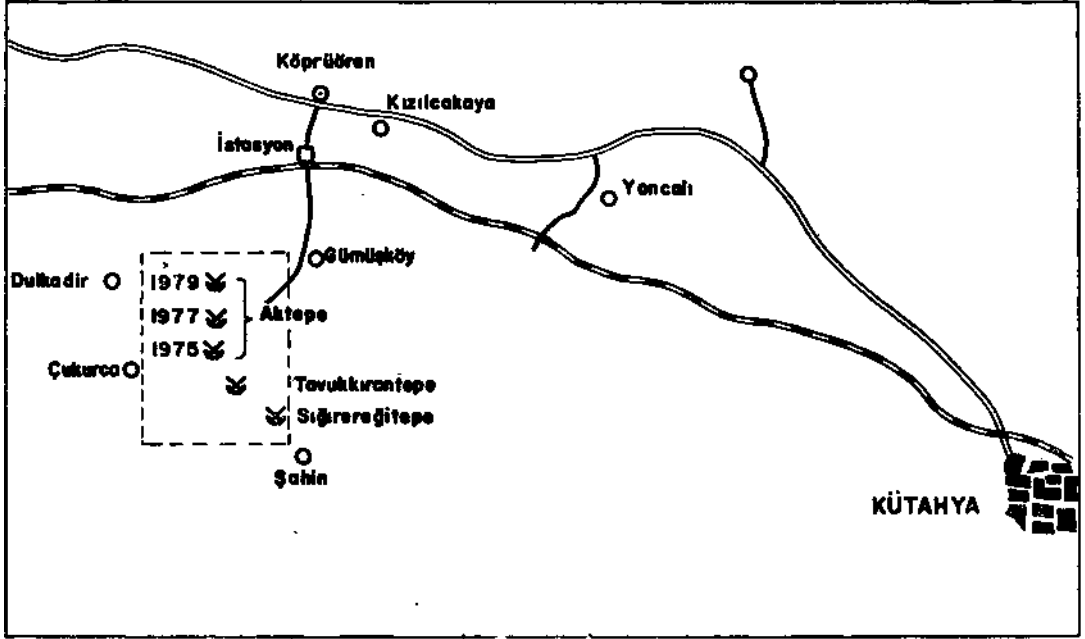 Köprüören
Kızılcakaya
İstasyon
Yoncalı
Gümüşköy
Dulkadir
1979
1977
Aktepe
1975
Çukurca
Tavukkırantepe
Sığırereğitepe
Şahin
KÜTAHYA